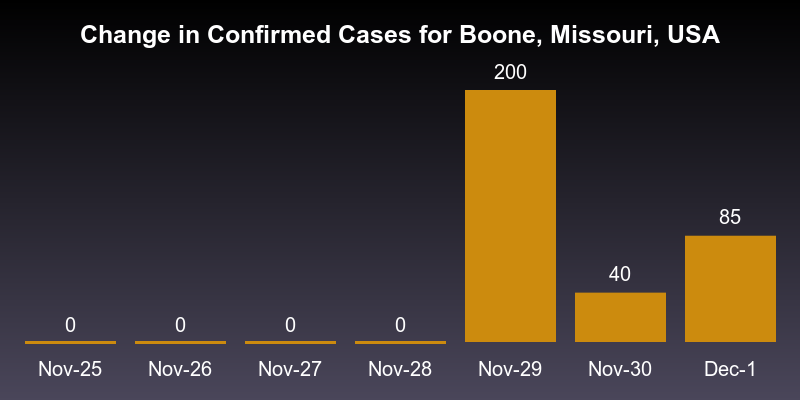 Change in Confirmed Cases for Boone, Missouri, USA
200
85
40
0 0 0 0
Nov-25 Nov-26 Nov-27 Nov-28 Nov-29 Nov-30 Dec-1